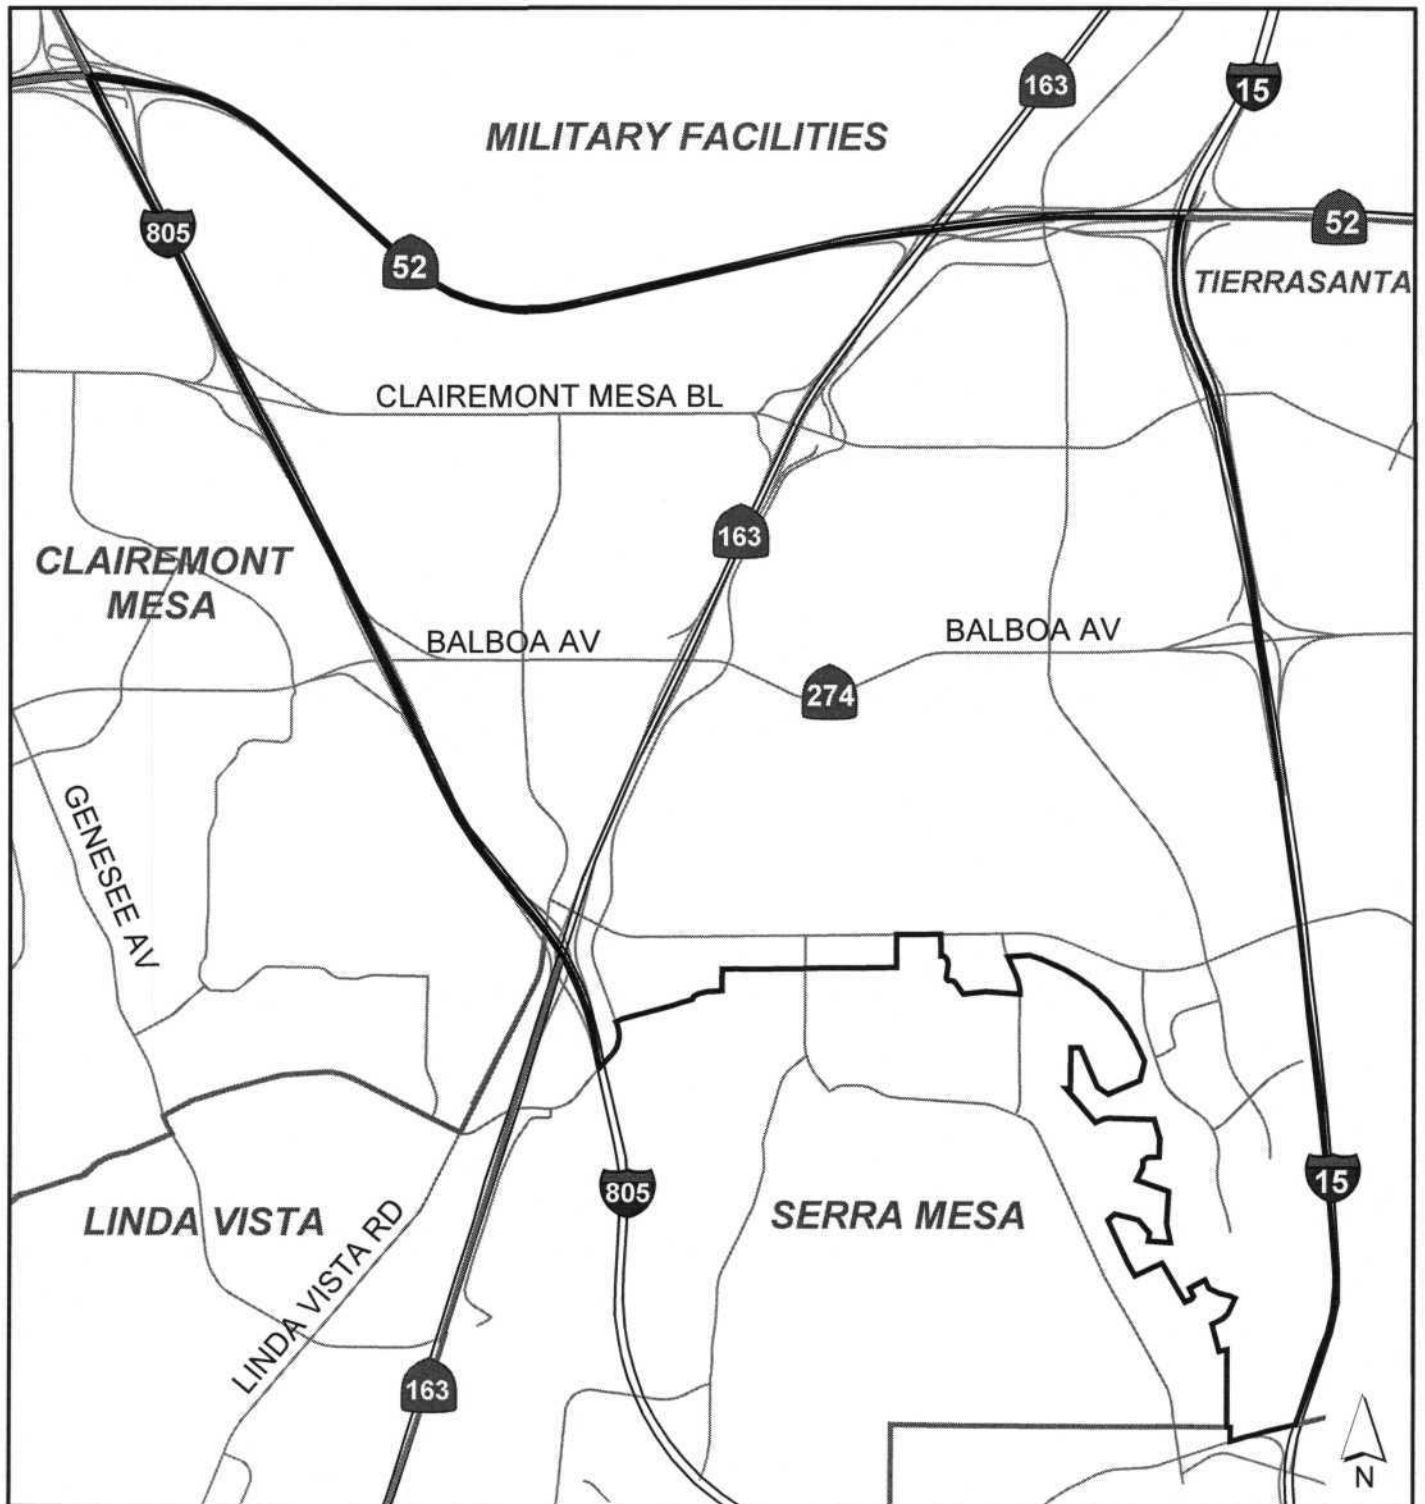 163
15
MILITARY FACILITIES
805
52
52
TIERRASANTA
CLAIREMONT MESA BL
163
CLAIREMONT
MESA
BALBOA AV
BALBOA AV
274
GENESEE AV
805
15
LINDA VISTA
SERRA MESA
LINDA VISTA RD
163
N